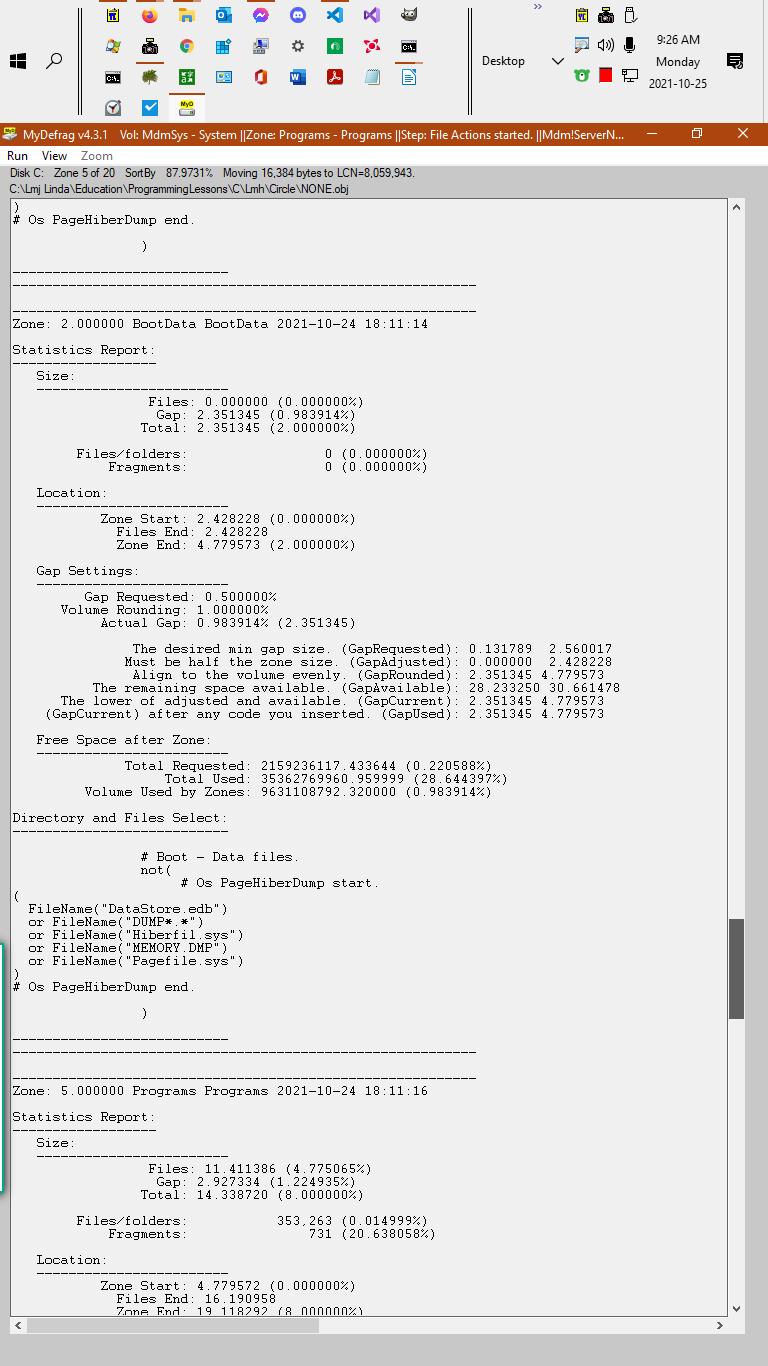 Desktop
9:26 AM
Monday
2021-10-25
MyDefrag v4.3.1 Vol: MdmSys - System ||Zone: Programs - Programs ||Step: File Actions started. ||Mdm!ServerN...
Run View Zoom
Disk C: Zone 5 of 20 SortBy 87.9731% Moving 16,384 bytes to LCN=8,059,943.
C:\Lmj Linda\Education\ProgrammingLessons\C\Lmh\Circle\NONE.obj
)
# Os PageHiberDump end.
)
---------------------------
----------------------------------------------------------
----------------------------------------------------------
Zone: 2.000000 BootData BootData 2021-10-24 18:11:14
Statistics Report:
------------------
Size:
------------------------
Files: 0.000000 (0.000000%)
Gap: 2.351345 (0.983914%)
Total: 2.351345 (2.000000%)
Files/folders: 0 (0.000000%)
Fragments: 0 (0.000000%)
Location:
------------------------
Zone Start: 2.428228 (0.000000%)
Files End: 2.428228
Zone End: 4.779573 (2.000000%)
Gap Settings:
------------------------
Gap Requested: 0.500000%
Volume Rounding: 1.000000%
Actual Gap: 0.983914% (2.351345)
The desired min gap size. (GapRequested): 0.131789 2.560017
Must be half the zone size. (GapAdjusted): 0.000000 2.428228
Align to the volume evenly. (GapRounded): 2.351345 4.779573
The remaining space available. (GapAvailable): 28.233250 30.661478
The lower of adjusted and available. (GapCurrent): 2.351345 4.779573
(GapCurrent) after any code you inserted. (GapUsed): 2.351345 4.779573
Free Space after Zone:
------------------------
Total Requested: 2159236117.433644 (0.220588%)
Total Used: 35362769960.959999 (28.644397%)
Volume Used by Zones: 9631108792.320000 (0.983914%)
Directory and Files Select:
---------------------------
# Boot - Data files.
not(
# Os PageHiberDump start.
(
FileName("DataStore.edb")
or FileName("DUMP*.*")
or FileName("Hiberfil.sys")
or FileName("MEMORY.DMP")
or FileName("Pagefile.sys")
)
# Os PageHiberDump end.
)
---------------------------
----------------------------------------------------------
----------------------------------------------------------
Zone: 5.000000 Programs Programs 2021-10-24 18:11:16
Statistics Report:
------------------
Size:
------------------------
Files: 11.411386 (4.775065%)
Gap: 2.927334 (1.224935%)
Total: 14.338720 (8.000000%)
Files/folders: 353,263 (0.014999%)
Fragments: 731 (20.638058%)
Location:
------------------------
Zone Start: 4.779572 (0.000000%)
Files End: 16.190958
Zone End: 19.118292 (8.000000%)